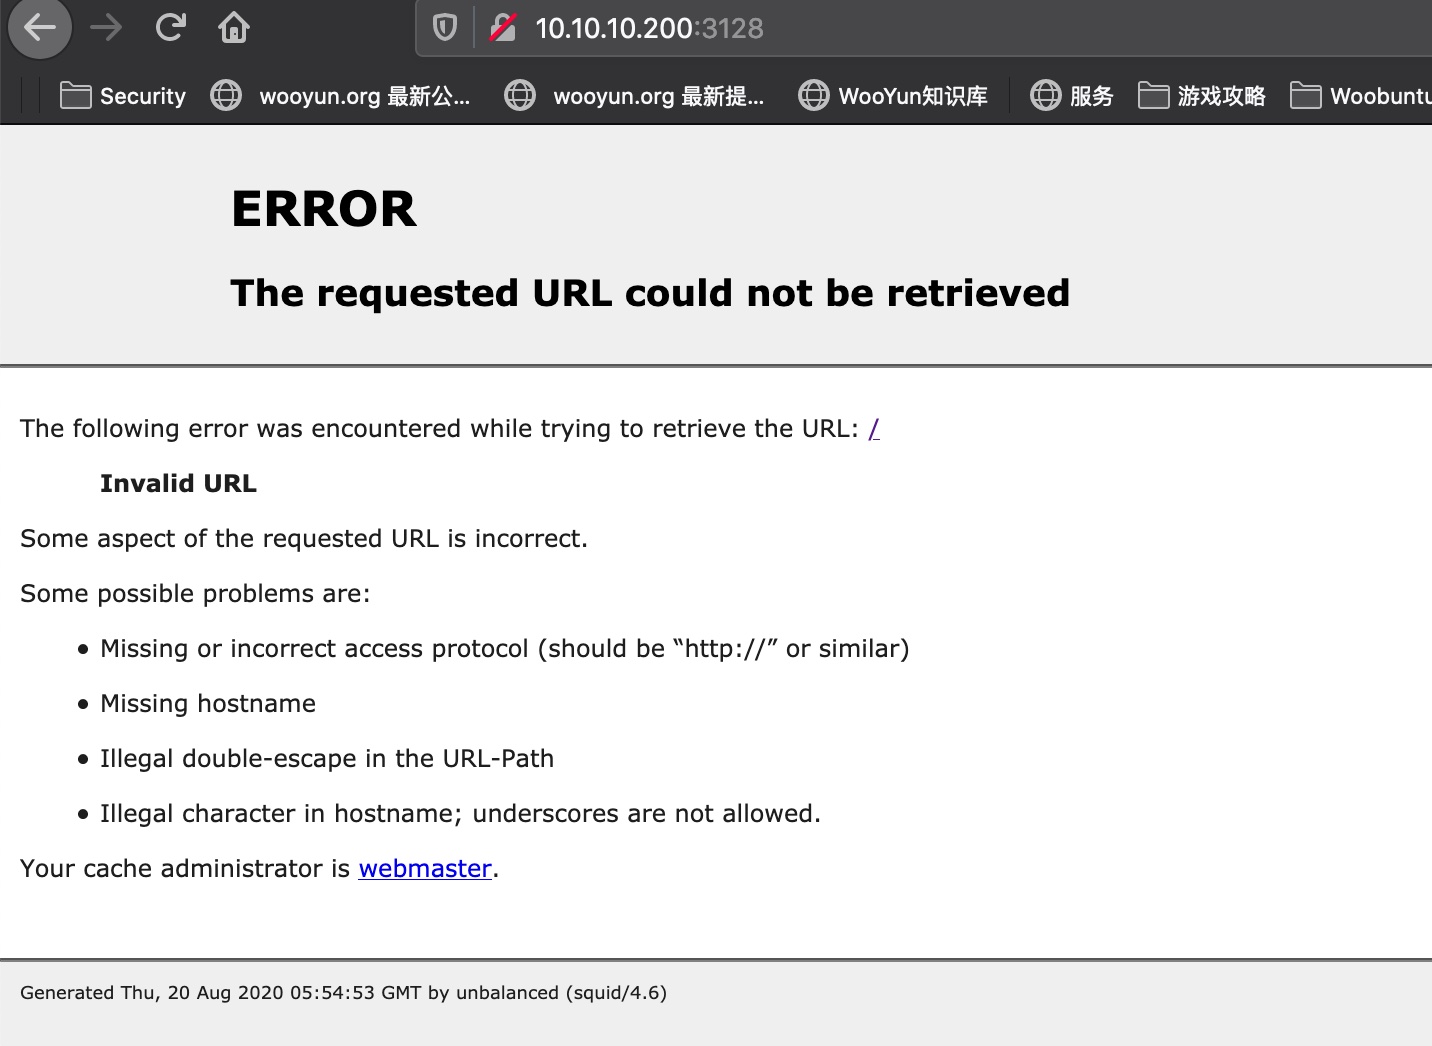 10.10.10.200:3128
Security wooyun.org 最新公... wooyun.org 最新提... WooYun知识库 服务 游戏攻略 Woobuntu
ERROR
The requested URL could not be retrieved
The following error was encountered while trying to retrieve the URL: /
Invalid URL
Some aspect of the requested URL is incorrect.
Some possible problems are:
• Missing or incorrect access protocol (should be “http://” or similar)
• Missing hostname
• Illegal double-escape in the URL-Path
• Illegal character in hostname; underscores are not allowed.
Your cache administrator is webmaster.
Generated Thu, 20 Aug 2020 05:54:53 GMT by unbalanced (squid/4.6)